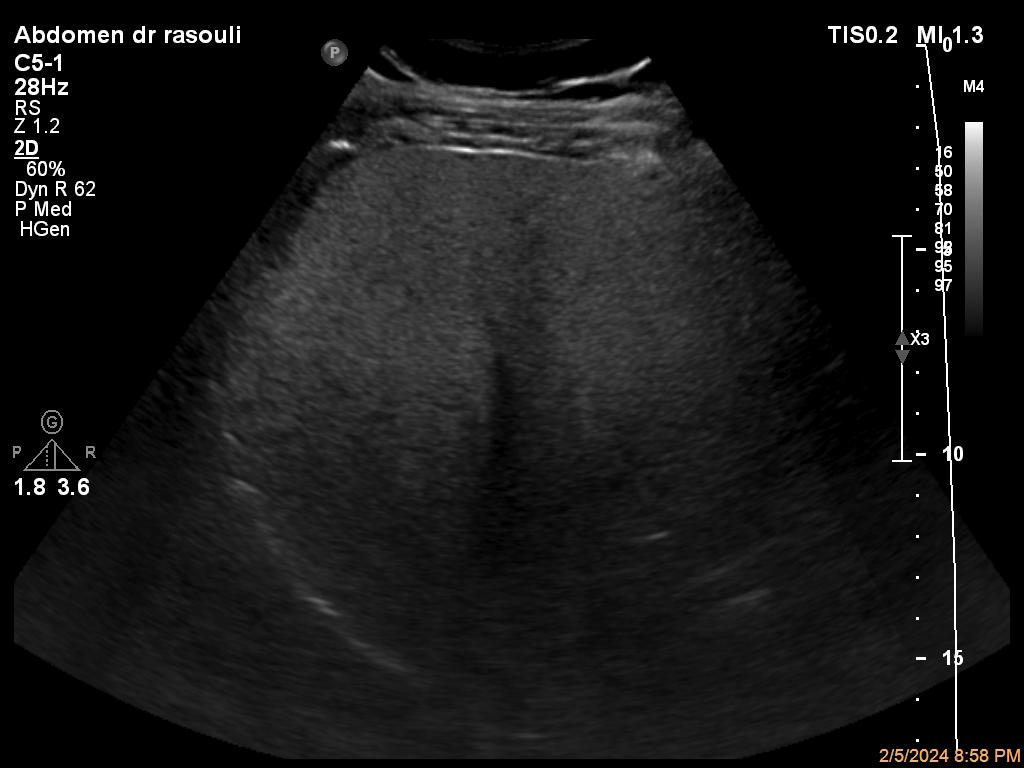 Abdomen dr rasouli
TIS0.2 MI 1.3
C5-1
28Hz
RS
Z 1.2
2D
60%
Dyn R 62
P Med
HGen
P
M4
0
16
50
58
70
81
95
97
X3
10
15
G
P R
1.8 3.6
2/5/2024 8:58 PM